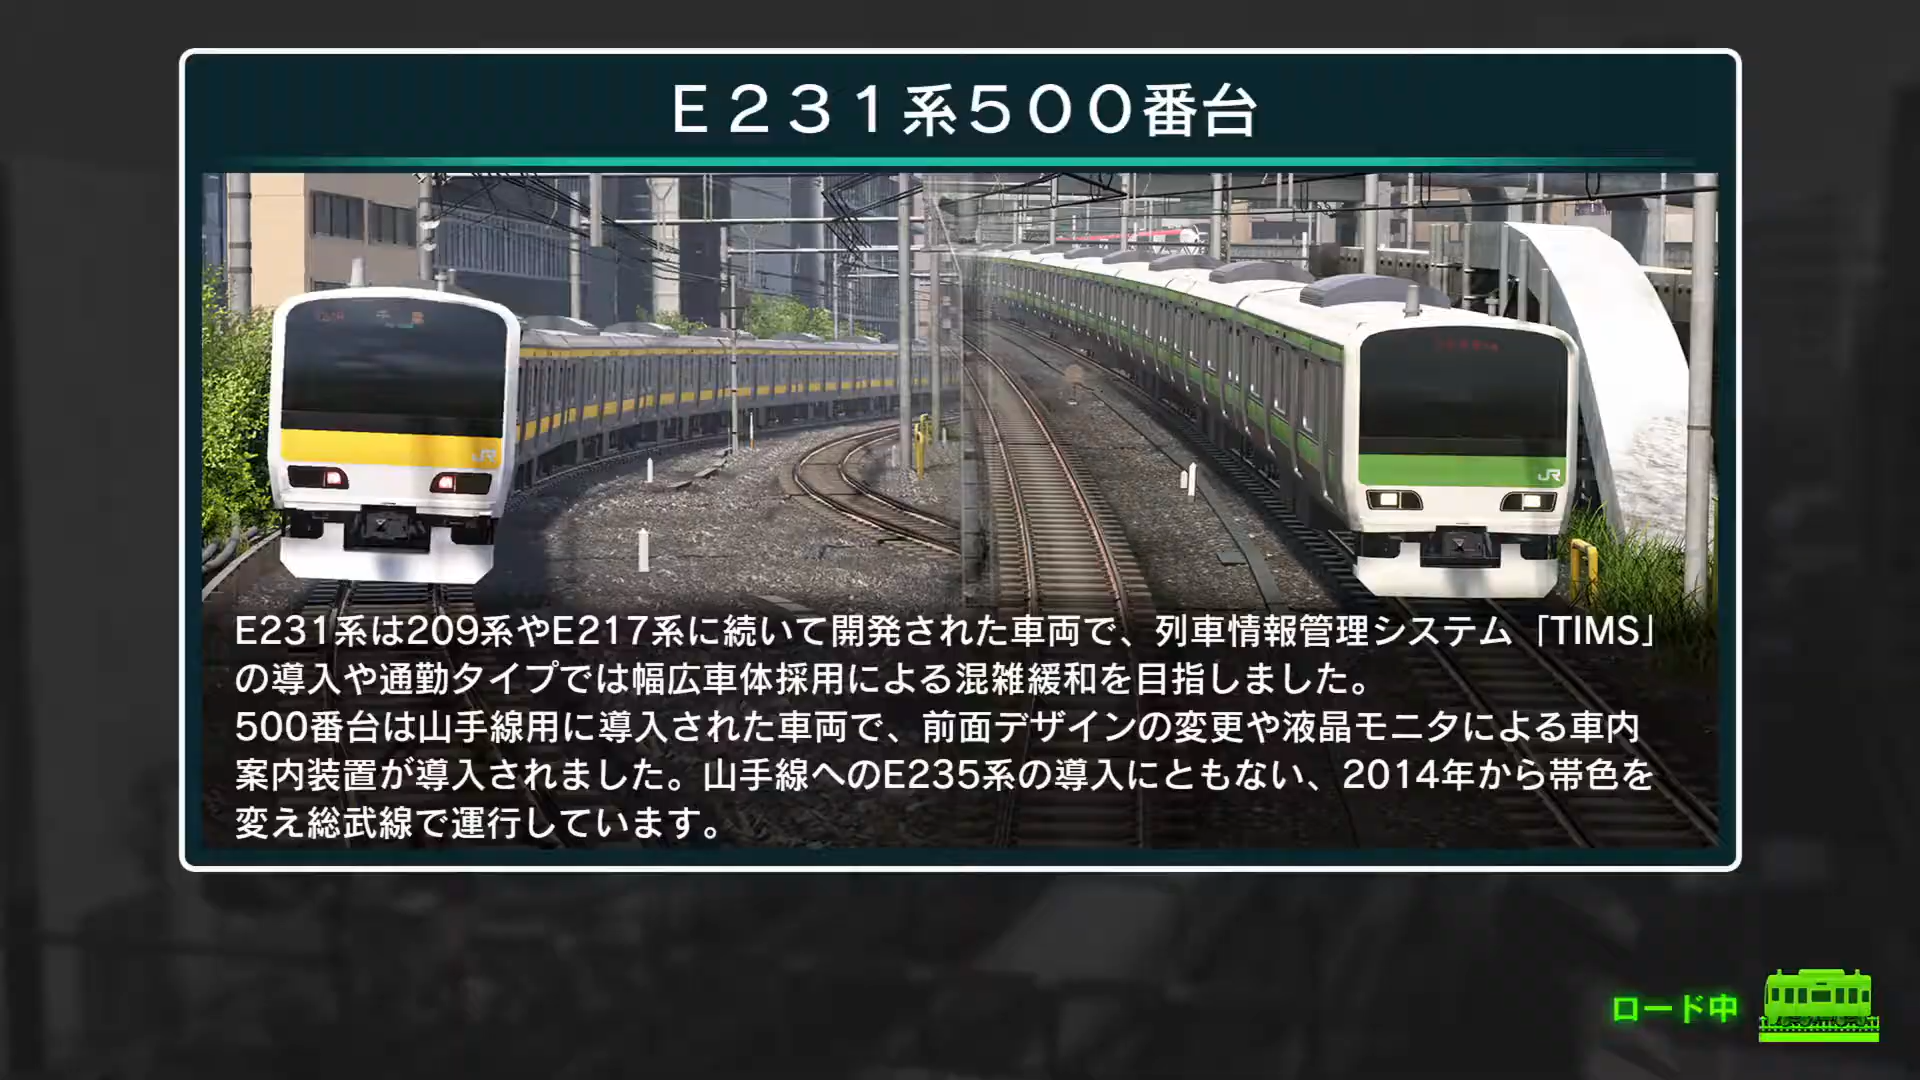 E231系500番台
JR
JR
E231系は209系やE217系に続いて開発された車両で、列車情報管理システム「TIMS」
の導入や通勤タイプでは幅広車体採用による混雑緩和を目指しました。
500番台は山手線用に導入された車両で、前面デザインの変更や液晶モニタによる車内
案内装置が導入されました。山手線へのE235系の導入にともない、2014年から帯色を
変え総武線で運行しています。
ロード中